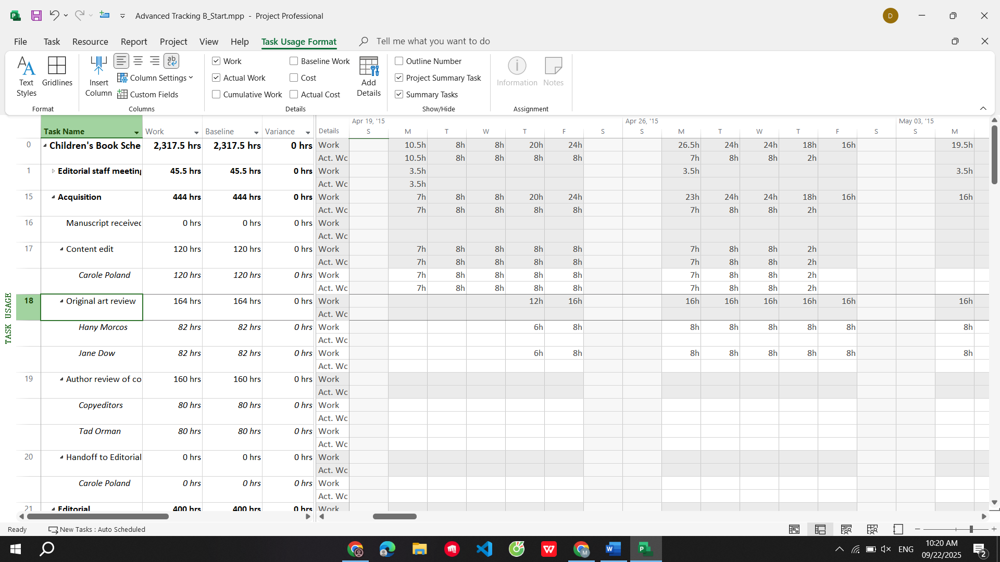 Advanced Tracking B_Start.mpp - Project Professional
D
File Task Resource Report Project View Help Task Usage Format Tell me what you want to do
Text Styles
Gridlines
Format
Insert Column
Column Settings
Custom Fields
Columns
Work
Actual Work
Cumulative Work
Baseline Work
Cost
Actual Cost
Add Details
Details
Outline Number
Project Summary Task
Summary Tasks
Show/Hide
Information
Notes
Assignment
TASK USAGE
Apr 19, '15 Apr 26, '15 May 03, '15
Task Name Work Baseline Variance Details S M T W T F S S M T W T F S S M
0 Children's Book Sche 2,317.5 hrs 2,317.5 hrs 0 hrs Work 10.5h 8h 8h 20h 24h 26.5h 24h 24h 18h 16h 19.5h
Act. Wc 10.5h 8h 8h 8h 8h 7h 8h 8h 2h
1 Editorial staff meeting 45.5 hrs 45.5 hrs 0 hrs Work 3.5h 3.5h 3.5h
Act. Wc 3.5h
15 Acquisition 444 hrs 444 hrs 0 hrs Work 7h 8h 8h 20h 24h 23h 24h 24h 18h 16h 16h
Act. Wc 7h 8h 8h 8h 8h 7h 8h 8h 2h
16 Manuscript received 0 hrs 0 hrs 0 hrs Work
Act. Wc
17 Content edit 120 hrs 120 hrs 0 hrs Work 7h 8h 8h 8h 8h 7h 8h 8h 2h
Act. Wc 7h 8h 8h 8h 8h 7h 8h 8h 2h
Carole Poland 120 hrs 120 hrs 0 hrs Work 7h 8h 8h 8h 8h 7h 8h 8h 2h
Act. Wc 7h 8h 8h 8h 8h 7h 8h 8h 2h
18 Original art review 164 hrs 164 hrs 0 hrs Work 12h 16h 16h 16h 16h 16h 16h 16h
Act. Wc
Hany Morcos 82 hrs 82 hrs 0 hrs Work 6h 8h 8h 8h 8h 8h 8h 8h
Act. Wc
Jane Dow 82 hrs 82 hrs 0 hrs Work 6h 8h 8h 8h 8h 8h 8h 8h
Act. Wc
19 Author review of co 160 hrs 160 hrs 0 hrs Work
Act. Wc
Copyeditors 80 hrs 80 hrs 0 hrs Work
Act. Wc
Tad Orman 80 hrs 80 hrs 0 hrs Work
Act. Wc
20 Handoff to Editorial 0 hrs 0 hrs 0 hrs Work
Act. Wc
Carole Poland 0 hrs 0 hrs 0 hrs Work
Act. Wc
21 Editorial 400 hrs 400 hrs 0 hrs Work
Ready New Tasks : Auto Scheduled
ENG
10:20 AM
09/22/2025
2